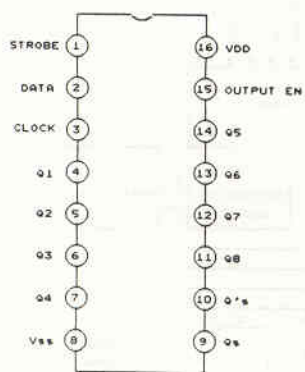 STROBE 1 16 VDD
DATA 2 15 OUTPUT EN
CLOCK 3 14 Q5
Q1 4 13 Q6
Q2 5 12 Q7
Q3 6 11 Q8
Q4 7 10 Q's
Vss 8 9 Qs